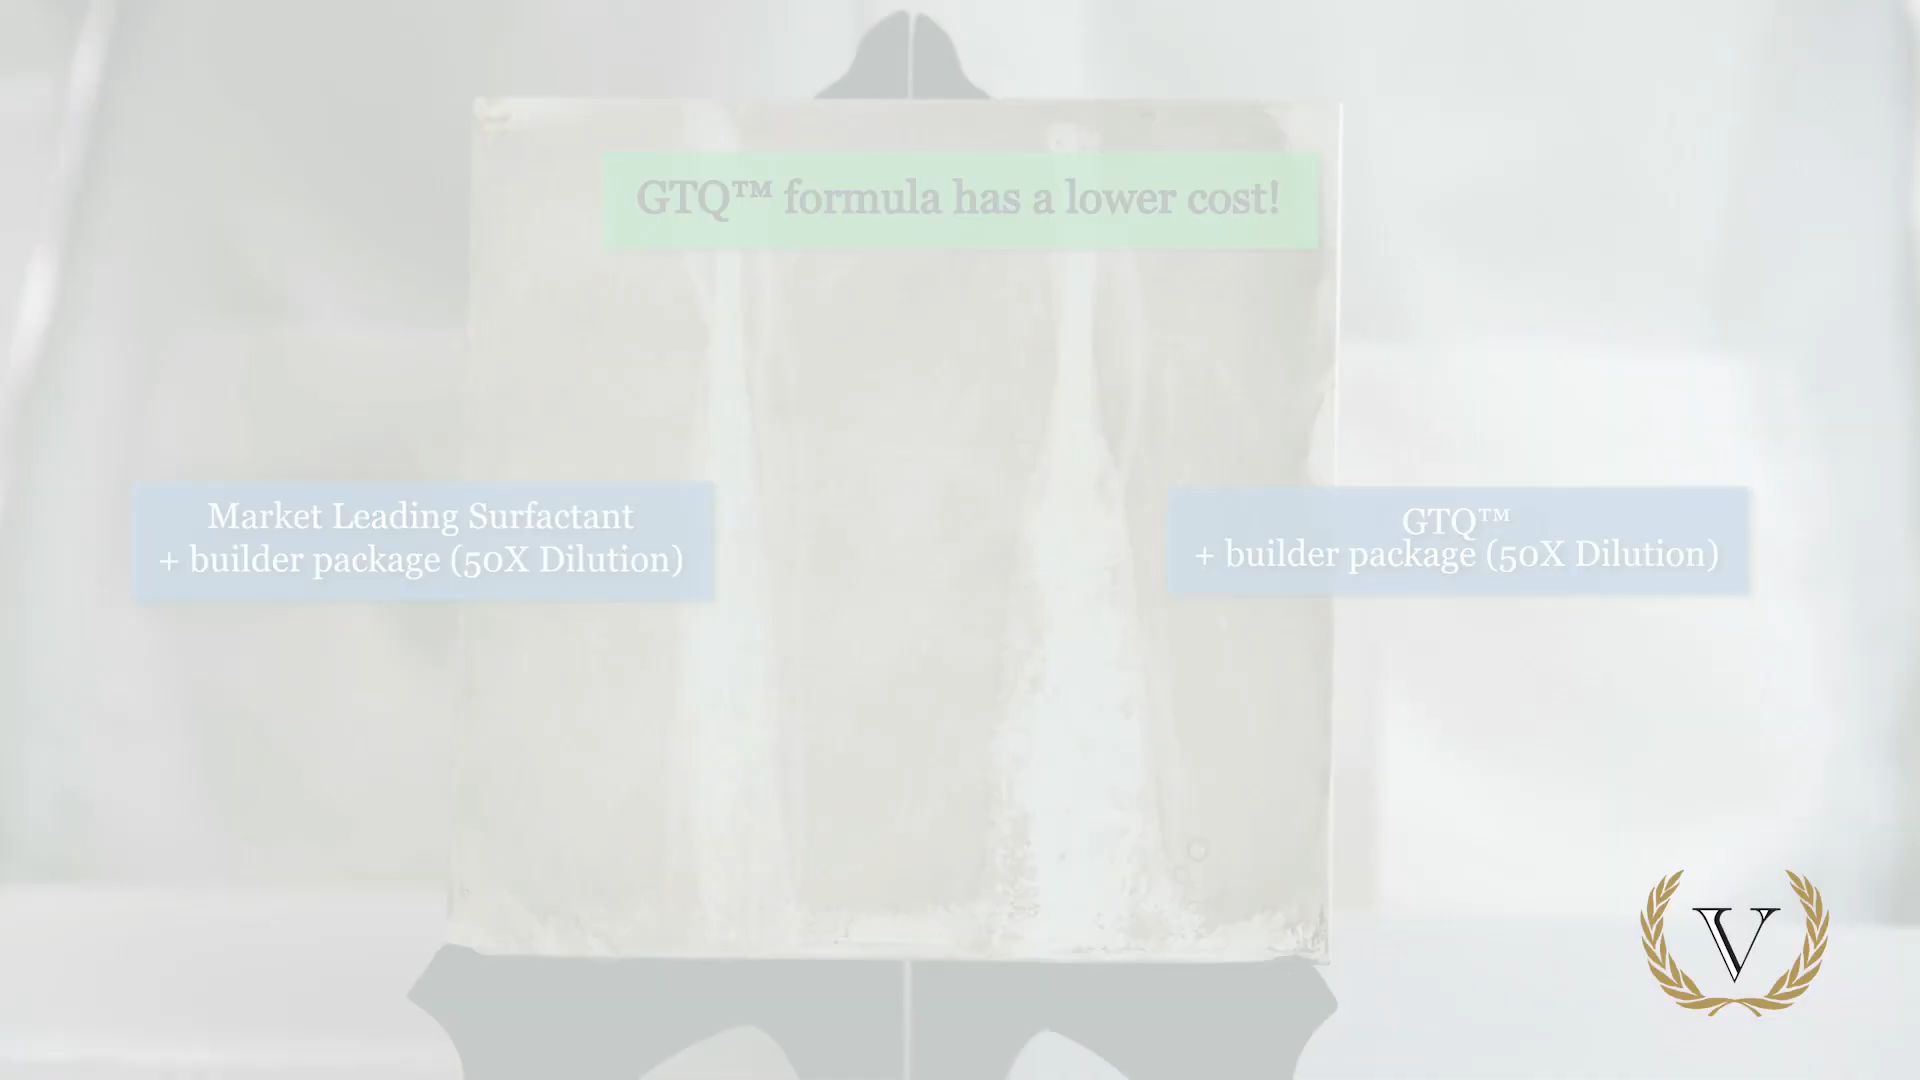 GTQ™ formula has a lower cost!
Market Leading Surfactant
+ builder package (50X Dilution)
GTQ™
+ builder package (50X Dilution)
V